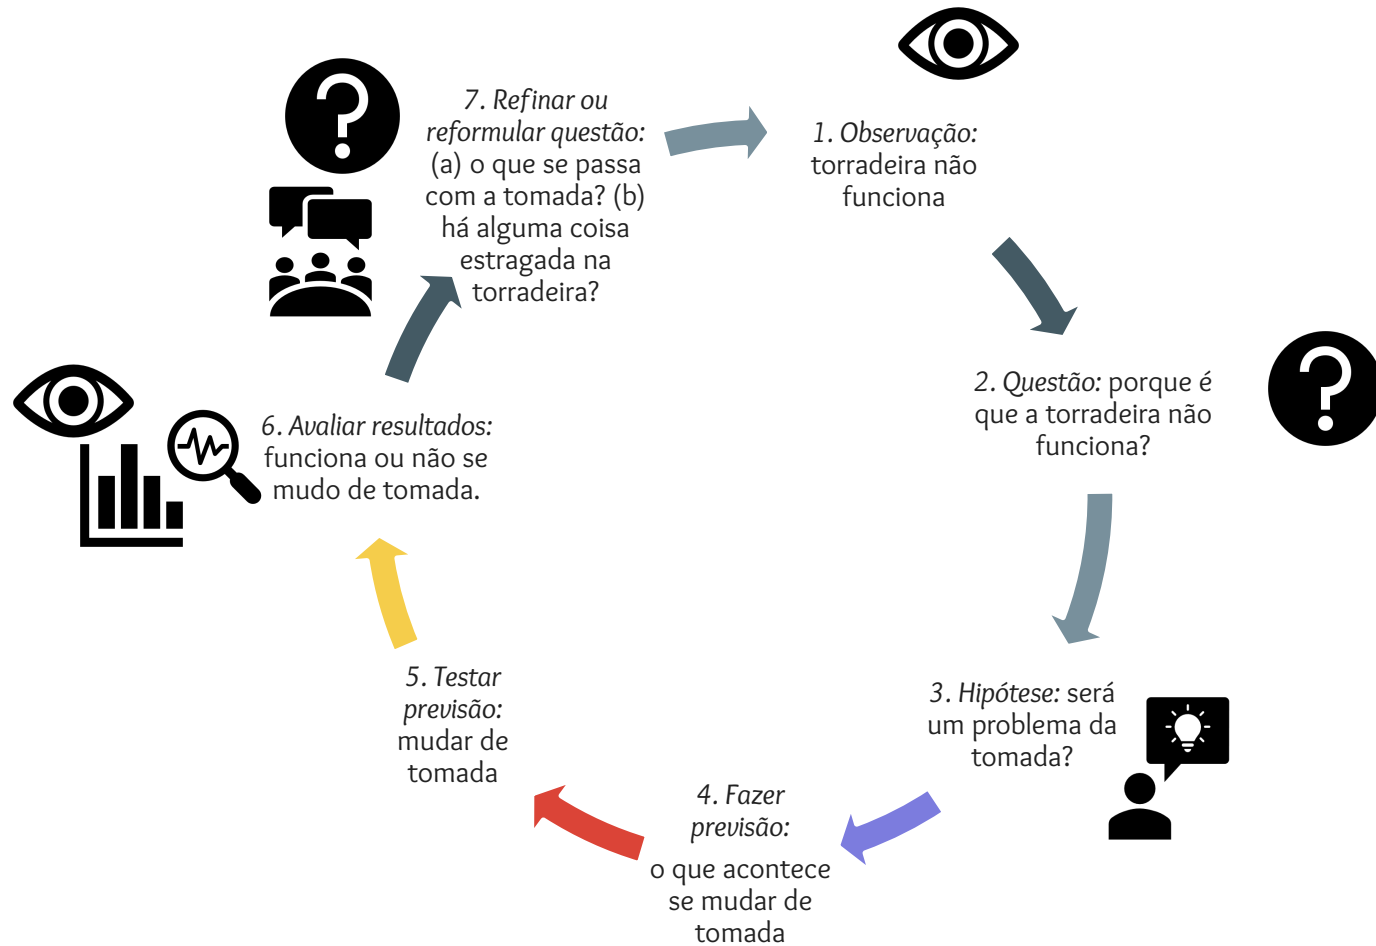 1. Observação:
torradeira não
funciona
2. Questão: porque é
que a torradeira não
funciona?
3. Hipótese: será
um problema da
tomada?
4. Fazer
previsão:
o que acontece
se mudar de
tomada
5. Testar
previsão:
mudar de
tomada
6. Avaliar resultados:
funciona ou não se
mudo de tomada.
7. Refinar ou
reformular questão:
(a) o que se passa
com a tomada? (b)
há alguma coisa
estragada na
torradeira?